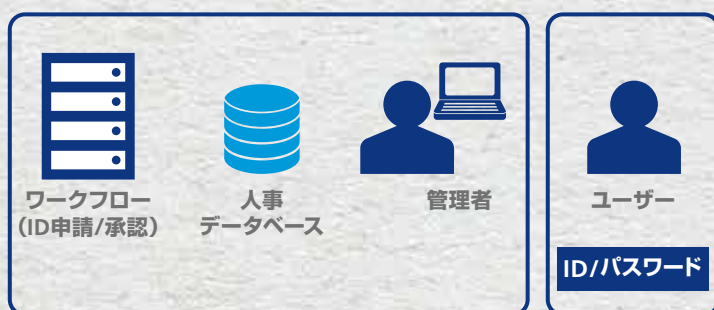 ワークフロー
（ID申請/承認）
人事
データベース
管理者
ユーザー
ID/パスワード